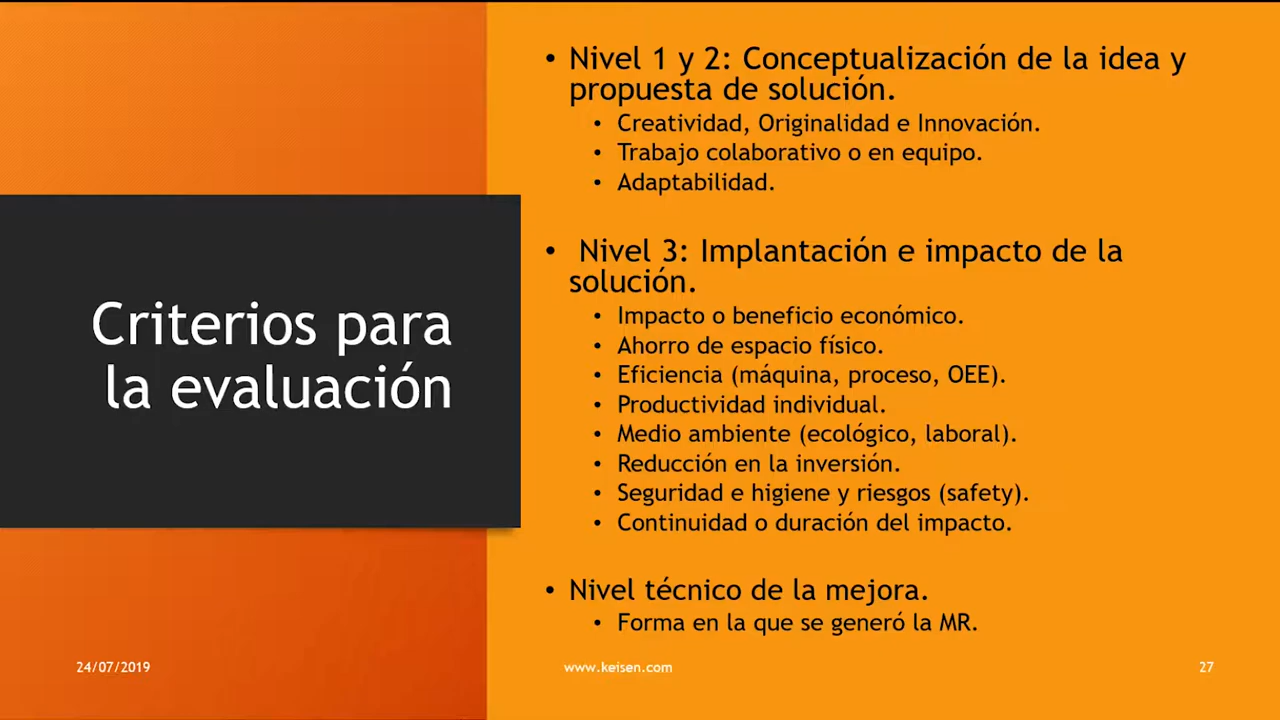 Criterios para
la evaluación
• Nivel 1 y 2: Conceptualización de la idea y
propuesta de solución.
• Creatividad, Originalidad e Innovación.
• Trabajo colaborativo o en equipo.
• Adaptabilidad.
• Nivel 3: Implantación e impacto de la
solución.
• Impacto o beneficio económico.
• Ahorro de espacio físico.
• Eficiencia (máquina, proceso, OEE).
• Productividad individual.
• Medio ambiente (ecológico, laboral).
• Reducción en la inversión.
• Seguridad e higiene y riesgos (safety).
• Continuidad o duración del impacto.
• Nivel técnico de la mejora.
• Forma en la que se generó la MR.
24/07/2019
www.keisen.com
27